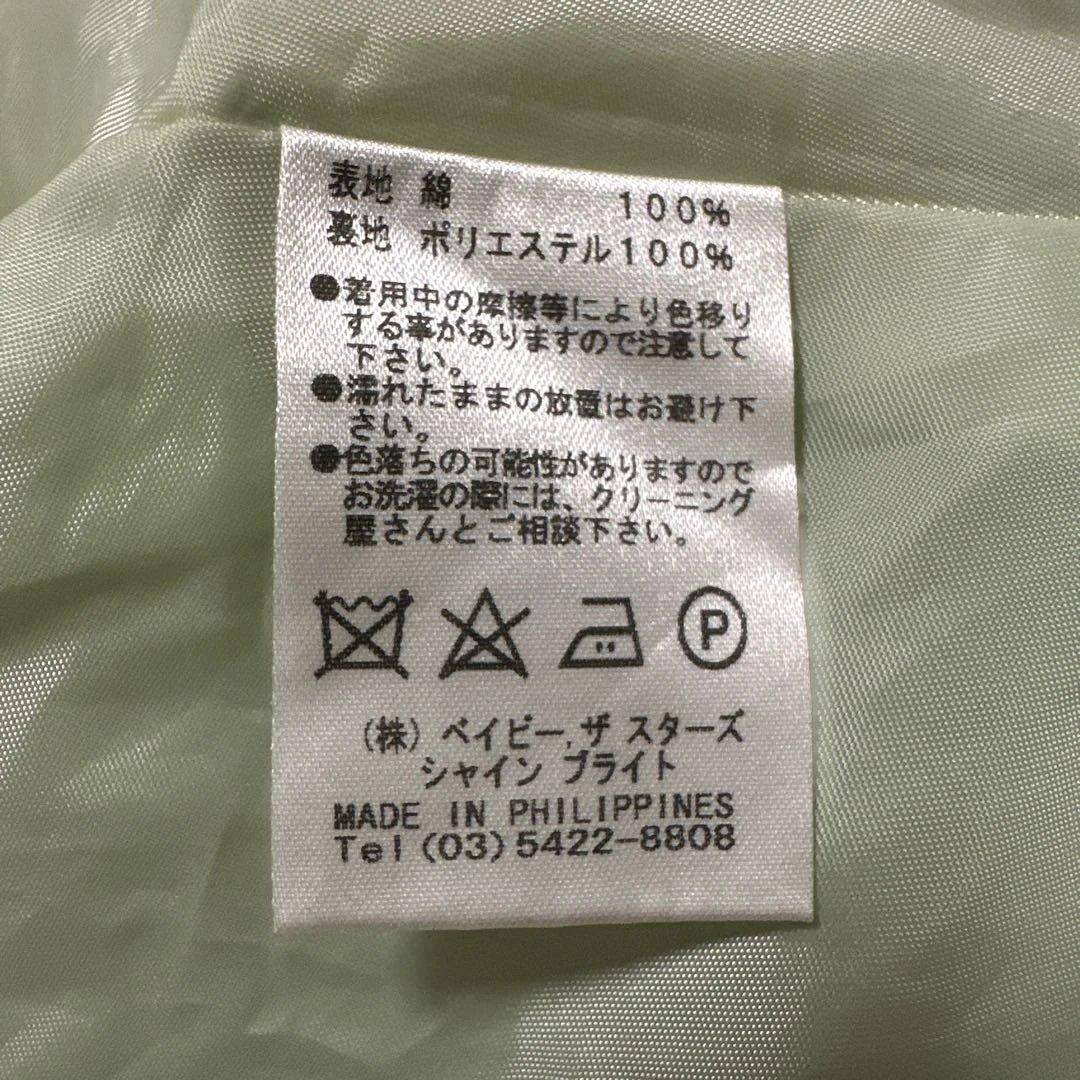 表地 綿 100%
裏地 ポリエステル100%
●着用中の摩擦等により色移り
する事がありますので注意して
下さい。
●濡れたままの放置はお避け下
さい。
●色落ちの可能性がありますので
お洗濯の際には、クリーニング
屋さんとご相談下さい。
P
(株) ベイビー,ザ スターズ
シャイン ブライト
MADE IN PHILIPPINES
Tel (03) 5422-8808